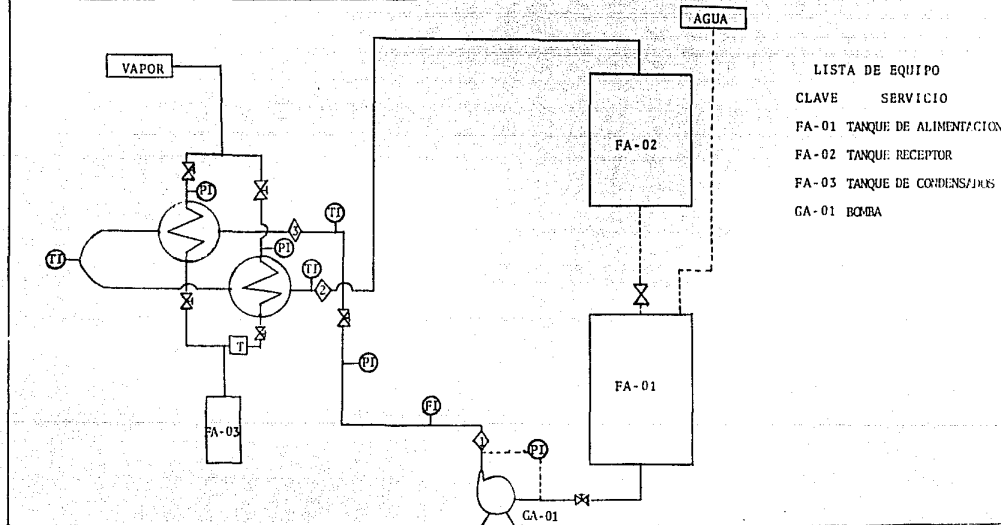 AGUA
VAPOR
LISTA DE EQUIPO
CLAVE SERVICIO
FA-01 TANQUE DE ALIMENTACION
FA-02 TANQUE RECEPTOR
FA-03 TANQUE DE CONDENSADOS
GA-01 BOMBA
FA-02
PI
TI
3
PI
TI
TI
2
T
PI
FA-01
FI
FA-03
1
PI
GA-01